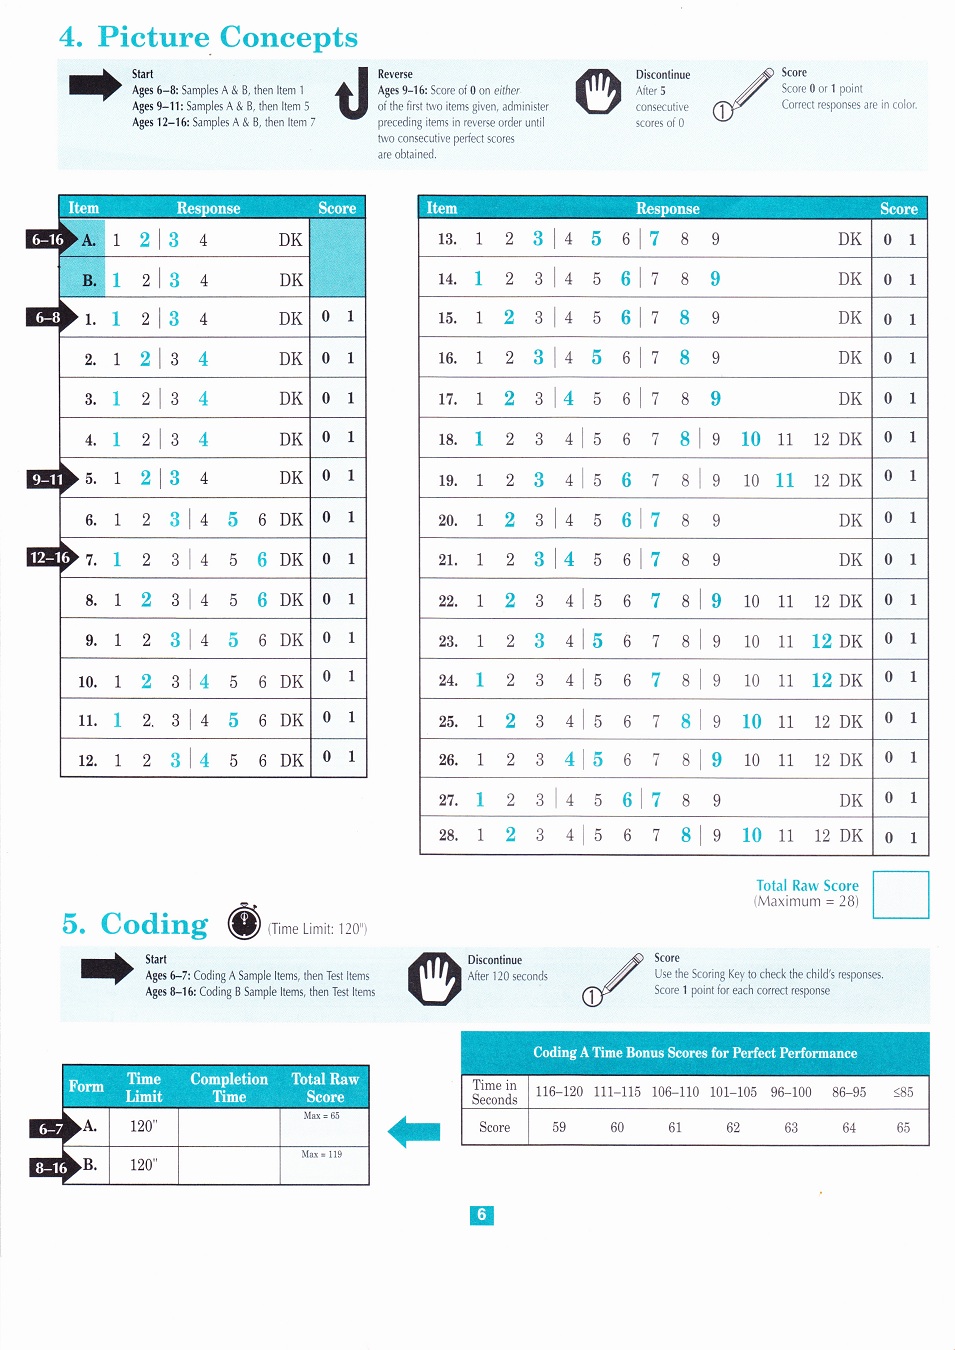 4. Picture Concepts
Start
Ages 6–8: Samples A & B, then Item 1
Ages 9–11: Samples A & B, then Item 5
Ages 12–16: Samples A & B, then Item 7
Reverse
Ages 9–16: Score of 0 on either
of the first two items given, administer
preceding items in reverse order until
two consecutive perfect scores
are obtained.
Discontinue
After 5
consecutive
scores of 0
Score
Score 0 or 1 point
Correct responses are in color.
Item Response Score
6–16 A. 1 2 | 3 4 DK
B. 1 2 | 3 4 DK
6–8 1. 1 2 | 3 4 DK 0 1
2. 1 2 | 3 4 DK 0 1
3. 1 2 | 3 4 DK 0 1
4. 1 2 | 3 4 DK 0 1
9–11 5. 1 2 | 3 4 DK 0 1
6. 1 2 3 | 4 5 6 DK 0 1
12–16 7. 1 2 3 | 4 5 6 DK 0 1
8. 1 2 3 | 4 5 6 DK 0 1
9. 1 2 3 | 4 5 6 DK 0 1
10. 1 2 3 | 4 5 6 DK 0 1
11. 1 2. 3 | 4 5 6 DK 0 1
12. 1 2 3 | 4 5 6 DK 0 1
Item Response Score
13. 1 2 3 | 4 5 6 | 7 8 9 DK 0 1
14. 1 2 3 | 4 5 6 | 7 8 9 DK 0 1
15. 1 2 3 | 4 5 6 | 7 8 9 DK 0 1
16. 1 2 3 | 4 5 6 | 7 8 9 DK 0 1
17. 1 2 3 | 4 5 6 | 7 8 9 DK 0 1
18. 1 2 3 4 | 5 6 7 8 | 9 10 11 12 DK 0 1
19. 1 2 3 4 | 5 6 7 8 | 9 10 11 12 DK 0 1
20. 1 2 3 | 4 5 6 | 7 8 9 DK 0 1
21. 1 2 3 | 4 5 6 | 7 8 9 DK 0 1
22. 1 2 3 4 | 5 6 7 8 | 9 10 11 12 DK 0 1
23. 1 2 3 4 | 5 6 7 8 | 9 10 11 12 DK 0 1
24. 1 2 3 4 | 5 6 7 8 | 9 10 11 12 DK 0 1
25. 1 2 3 4 | 5 6 7 8 | 9 10 11 12 DK 0 1
26. 1 2 3 4 | 5 6 7 8 | 9 10 11 12 DK 0 1
27. 1 2 3 | 4 5 6 | 7 8 9 DK 0 1
28. 1 2 3 4 | 5 6 7 8 | 9 10 11 12 DK 0 1
Total Raw Score
(Maximum = 28)
5. Coding (Time Limit: 120")
Start
Ages 6–7: Coding A Sample Items, then Test Items
Ages 8–16: Coding B Sample Items, then Test Items
Discontinue
After 120 seconds
1
Score
Use the Scoring Key to check the child's responses.
Score 1 point for each correct response
Form Time Limit Completion Time Total Raw Score
6–7 A. 120" Max = 65
8–16 B. 120" Max = 119
Coding A Time Bonus Scores for Perfect Performance
Time in Seconds 116–120 111–115 106–110 101–105 96–100 86–95 ≤85
Score 59 60 61 62 63 64 65
6